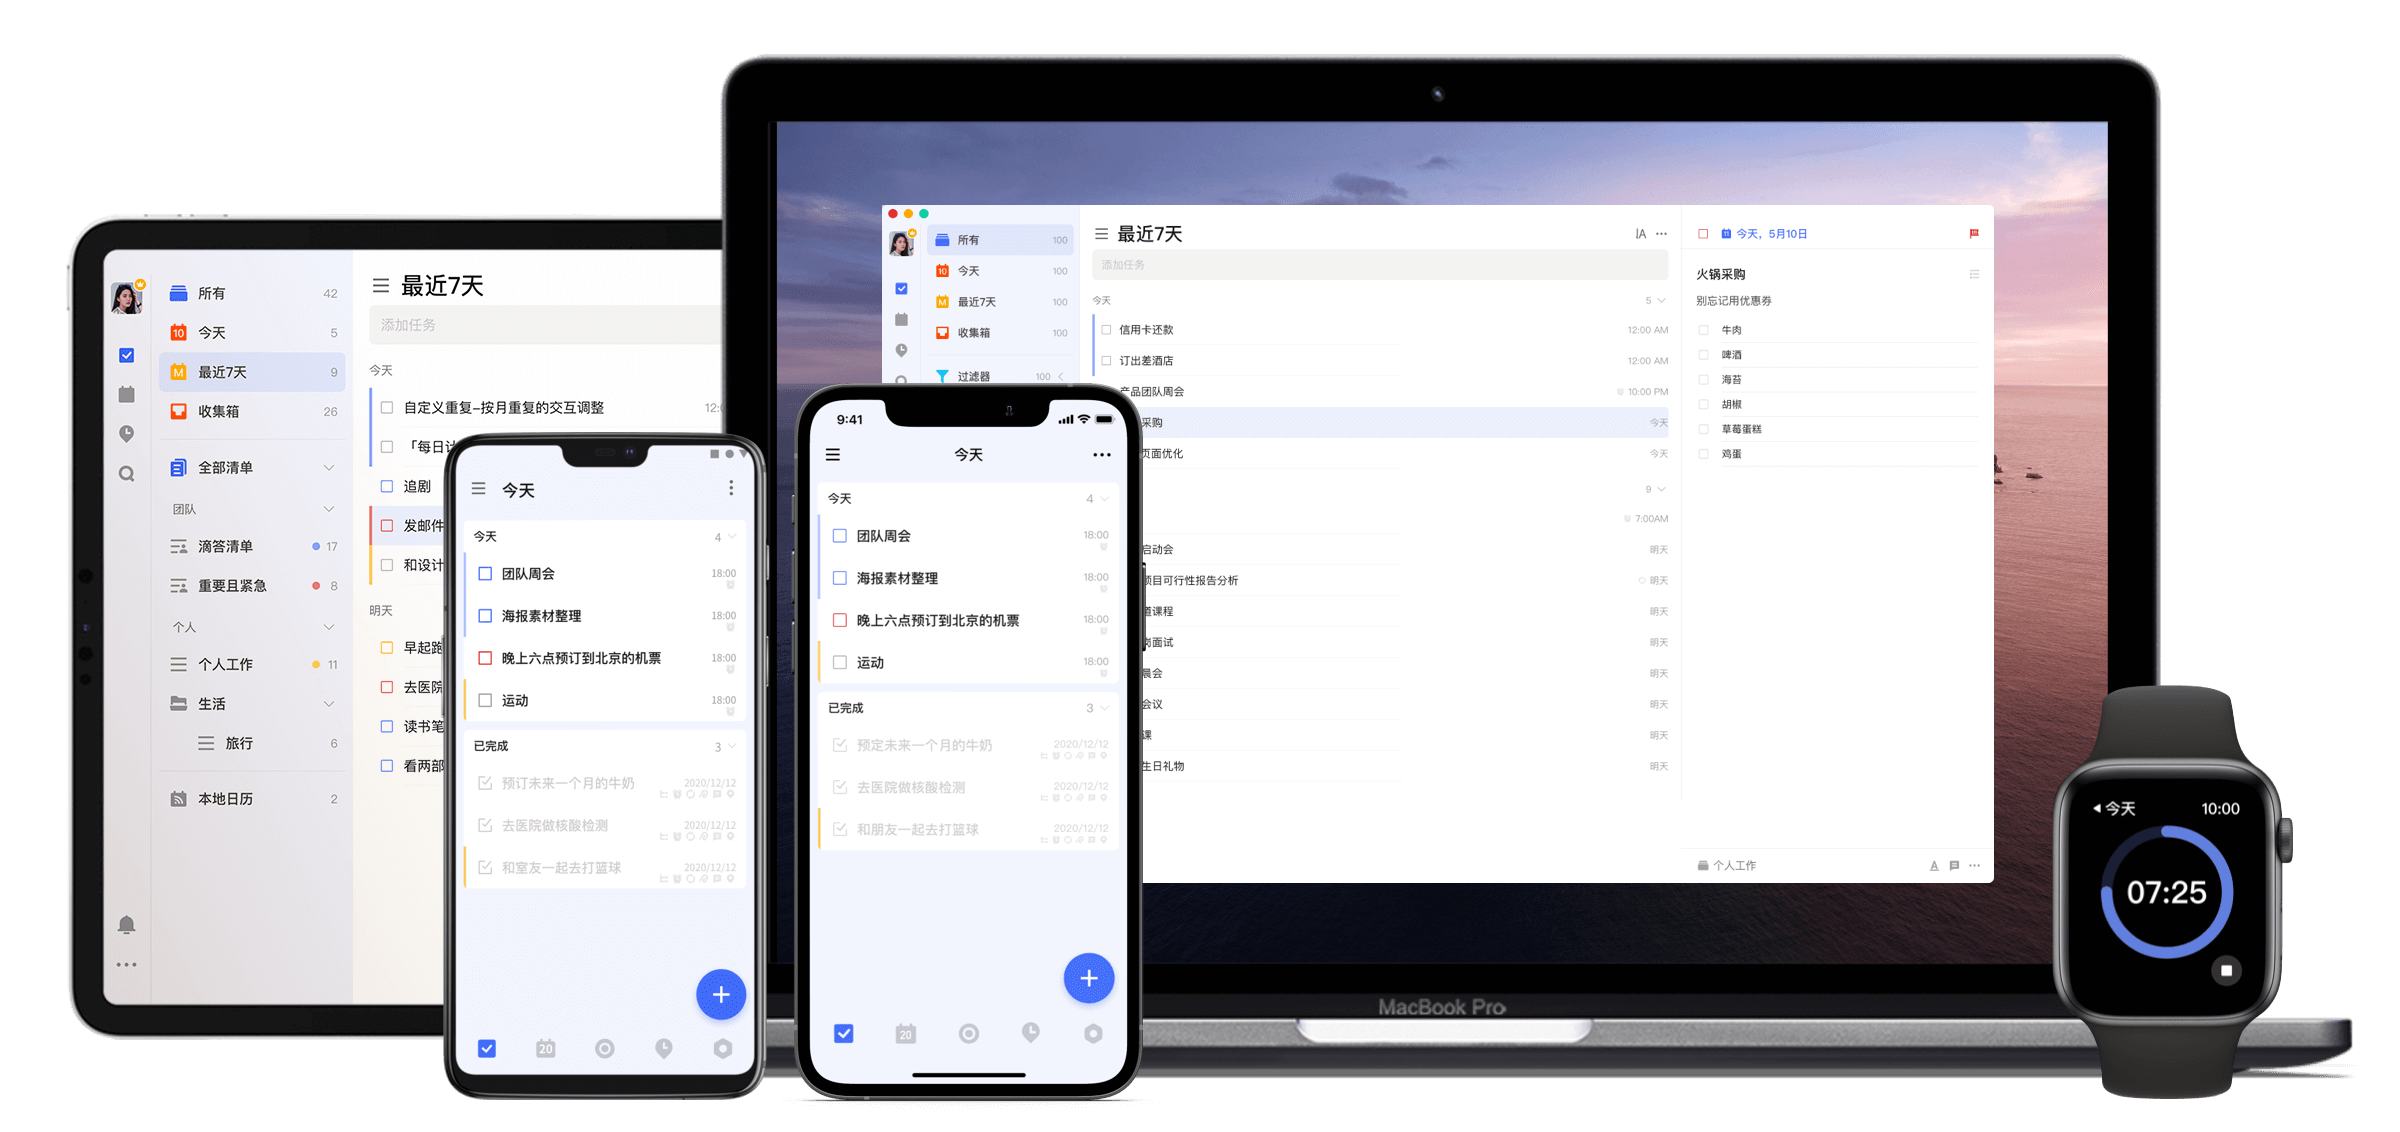 所有 42
今天 5
最近7天 9
收集箱 26
全部清单
团队
滴答清单 17
重要且紧急 8
个人
个人工作 11
生活
旅行 6
本地日历 2
最近7天
添加任务
今天
自定义重复-按月重复的交互调整 12:0
「每日计
追剧
发邮件
和设计
明天
早起跑
去医院
读书笔
看两部
今天
今天 4
团队周会 18:00
海报素材整理 18:00
晚上六点预订到北京的机票 18:00
运动 18:00
已完成 3
预订未来一个月的牛奶 2020/12/12
去医院做核酸检测 2020/12/12
和室友一起去打篮球 2020/12/12
20
9:41
今天
今天 4
团队周会 18:00
海报素材整理 18:00
晚上六点预订到北京的机票 18:00
运动 18:00
已完成 3
预定未来一个月的牛奶 2020/12/12
去医院做核酸检测 2020/12/12
和朋友一起去打篮球 2020/12/12
20
所有 100
今天 100
最近7天 100
收集箱 100
过滤器 100
最近7天
添加任务
今天 5
信用卡还款 12:00 AM
订出差酒店 12:00 AM
产品团队周会 10:00 PM
采购 今天
页面优化 今天
9
7:00AM
启动会 明天
项目可行性报告分析 明天
道课程 明天
岗面试 明天
晨会 明天
会议 明天
课 明天
生日礼物 明天
今天, 5月10日
火锅采购
别忘记用优惠券
牛肉
啤酒
海苔
胡椒
草莓蛋糕
鸡蛋
个人工作
MacBook Pro
今天 10:00
07:25